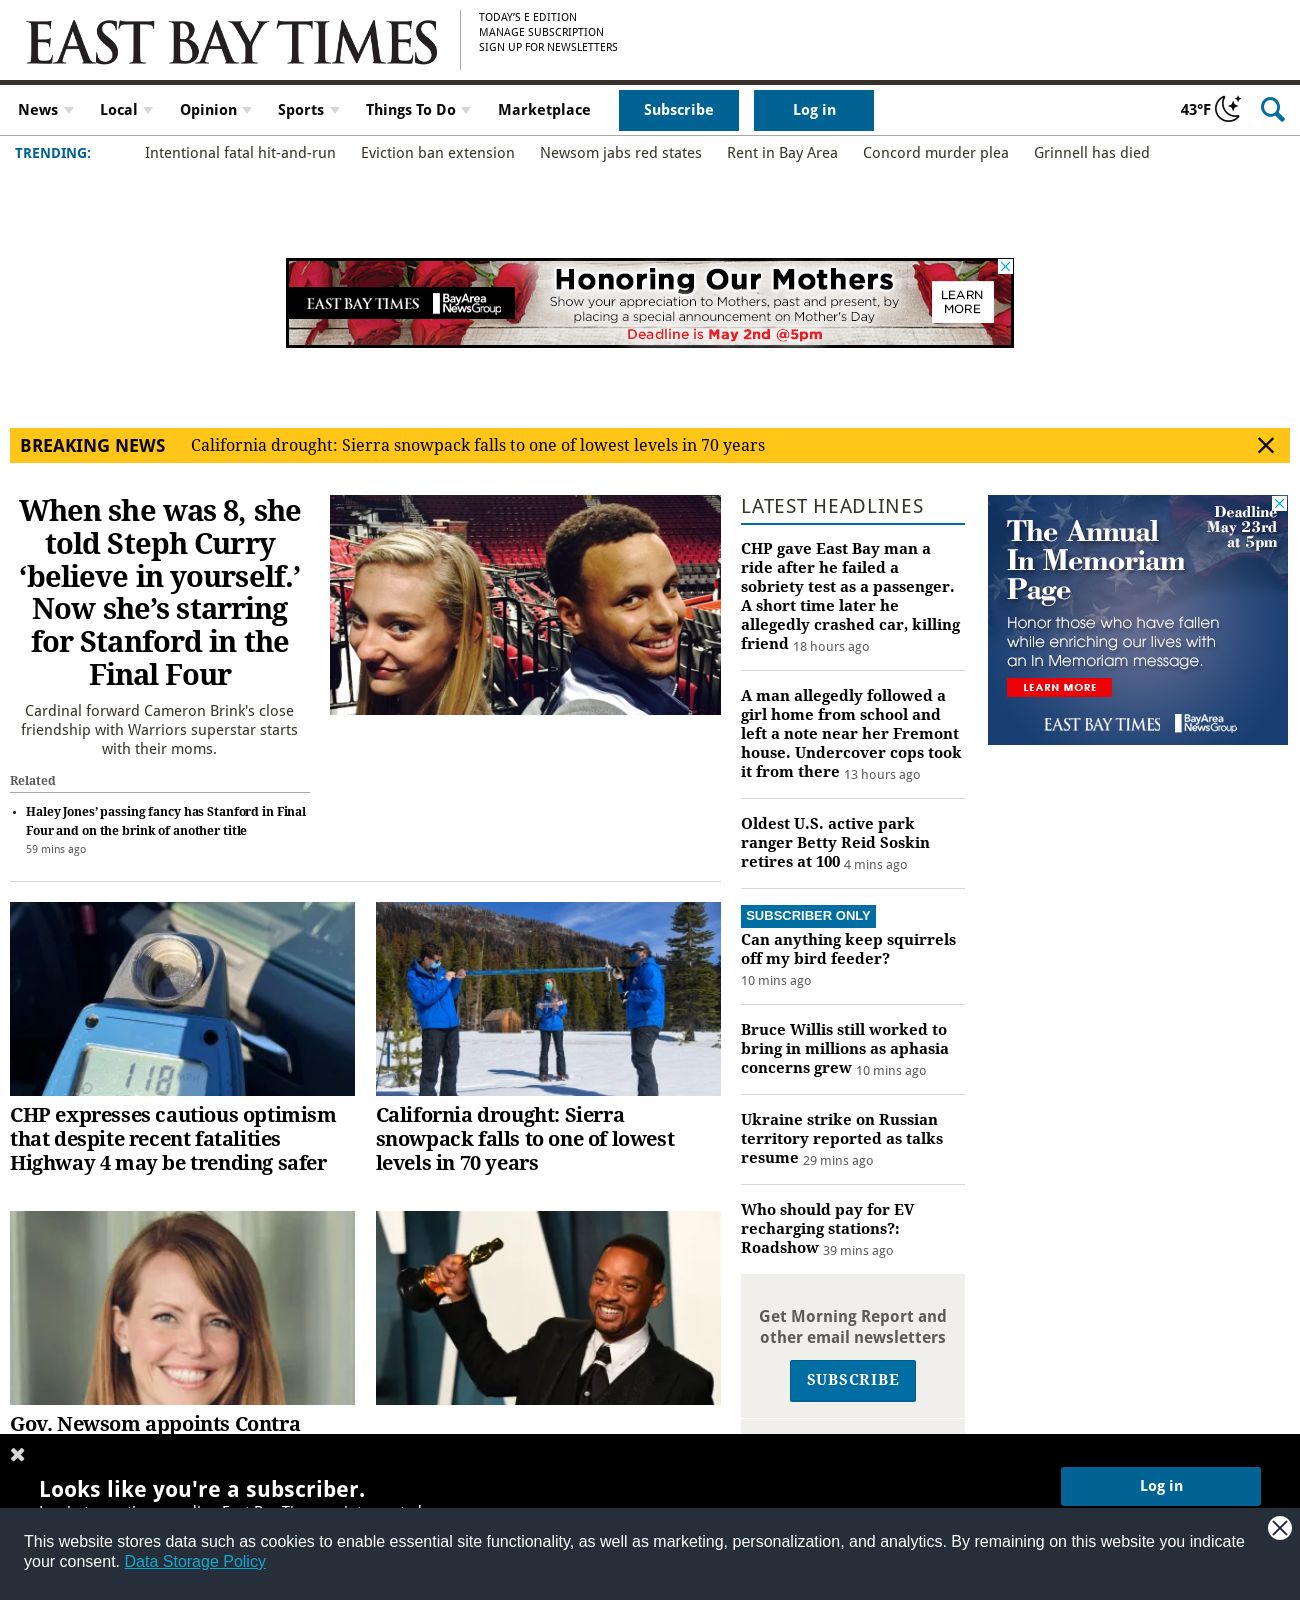 EAST BAY TIMES
TODAY'S E EDITION
MANAGE SUBSCRIPTION
SIGN UP FOR NEWSLETTERS
News Local Opinion Sports Things To Do Marketplace Subscribe Log in 43°F
TRENDING: Intentional fatal hit-and-run Eviction ban extension Newsom jabs red states Rent in Bay Area Concord murder plea Grinnell has died
Honoring Our Mothers
EAST BAY TIMES BayArea NewsGroup
Show your appreciation to Mothers, past and present, by
placing a special announcement on Mother's Day
Deadline is May 2nd @5pm
LEARN
MORE
BREAKING NEWS California drought: Sierra snowpack falls to one of lowest levels in 70 years
When she was 8, she
told Steph Curry
‘believe in yourself.’
Now she’s starring
for Stanford in the
Final Four
Cardinal forward Cameron Brink's close
friendship with Warriors superstar starts
with their moms.
Related
• Haley Jones’ passing fancy has Stanford in Final
Four and on the brink of another title
59 mins ago
118 MPH
CHP expresses cautious optimism
that despite recent fatalities
Highway 4 may be trending safer
California drought: Sierra
snowpack falls to one of lowest
levels in 70 years
Gov. Newsom appoints Contra
LATEST HEADLINES
CHP gave East Bay man a
ride after he failed a
sobriety test as a passenger.
A short time later he
allegedly crashed car, killing
friend 18 hours ago
A man allegedly followed a
girl home from school and
left a note near her Fremont
house. Undercover cops took
it from there 13 hours ago
Oldest U.S. active park
ranger Betty Reid Soskin
retires at 100 4 mins ago
SUBSCRIBER ONLY
Can anything keep squirrels
off my bird feeder?
10 mins ago
Bruce Willis still worked to
bring in millions as aphasia
concerns grew 10 mins ago
Ukraine strike on Russian
territory reported as talks
resume 29 mins ago
Who should pay for EV
recharging stations?:
Roadshow 39 mins ago
Get Morning Report and
other email newsletters
SUBSCRIBE
Deadline
May 23rd
at 5pm
The Annual
In Memoriam
Page
Honor those who have fallen
while enriching our lives with
an In Memoriam message.
LEARN MORE
EAST BAY TIMES BayArea NewsGroup
Looks like you're a subscriber.
Log in
This website stores data such as cookies to enable essential site functionality, as well as marketing, personalization, and analytics. By remaining on this website you indicate
your consent. Data Storage Policy